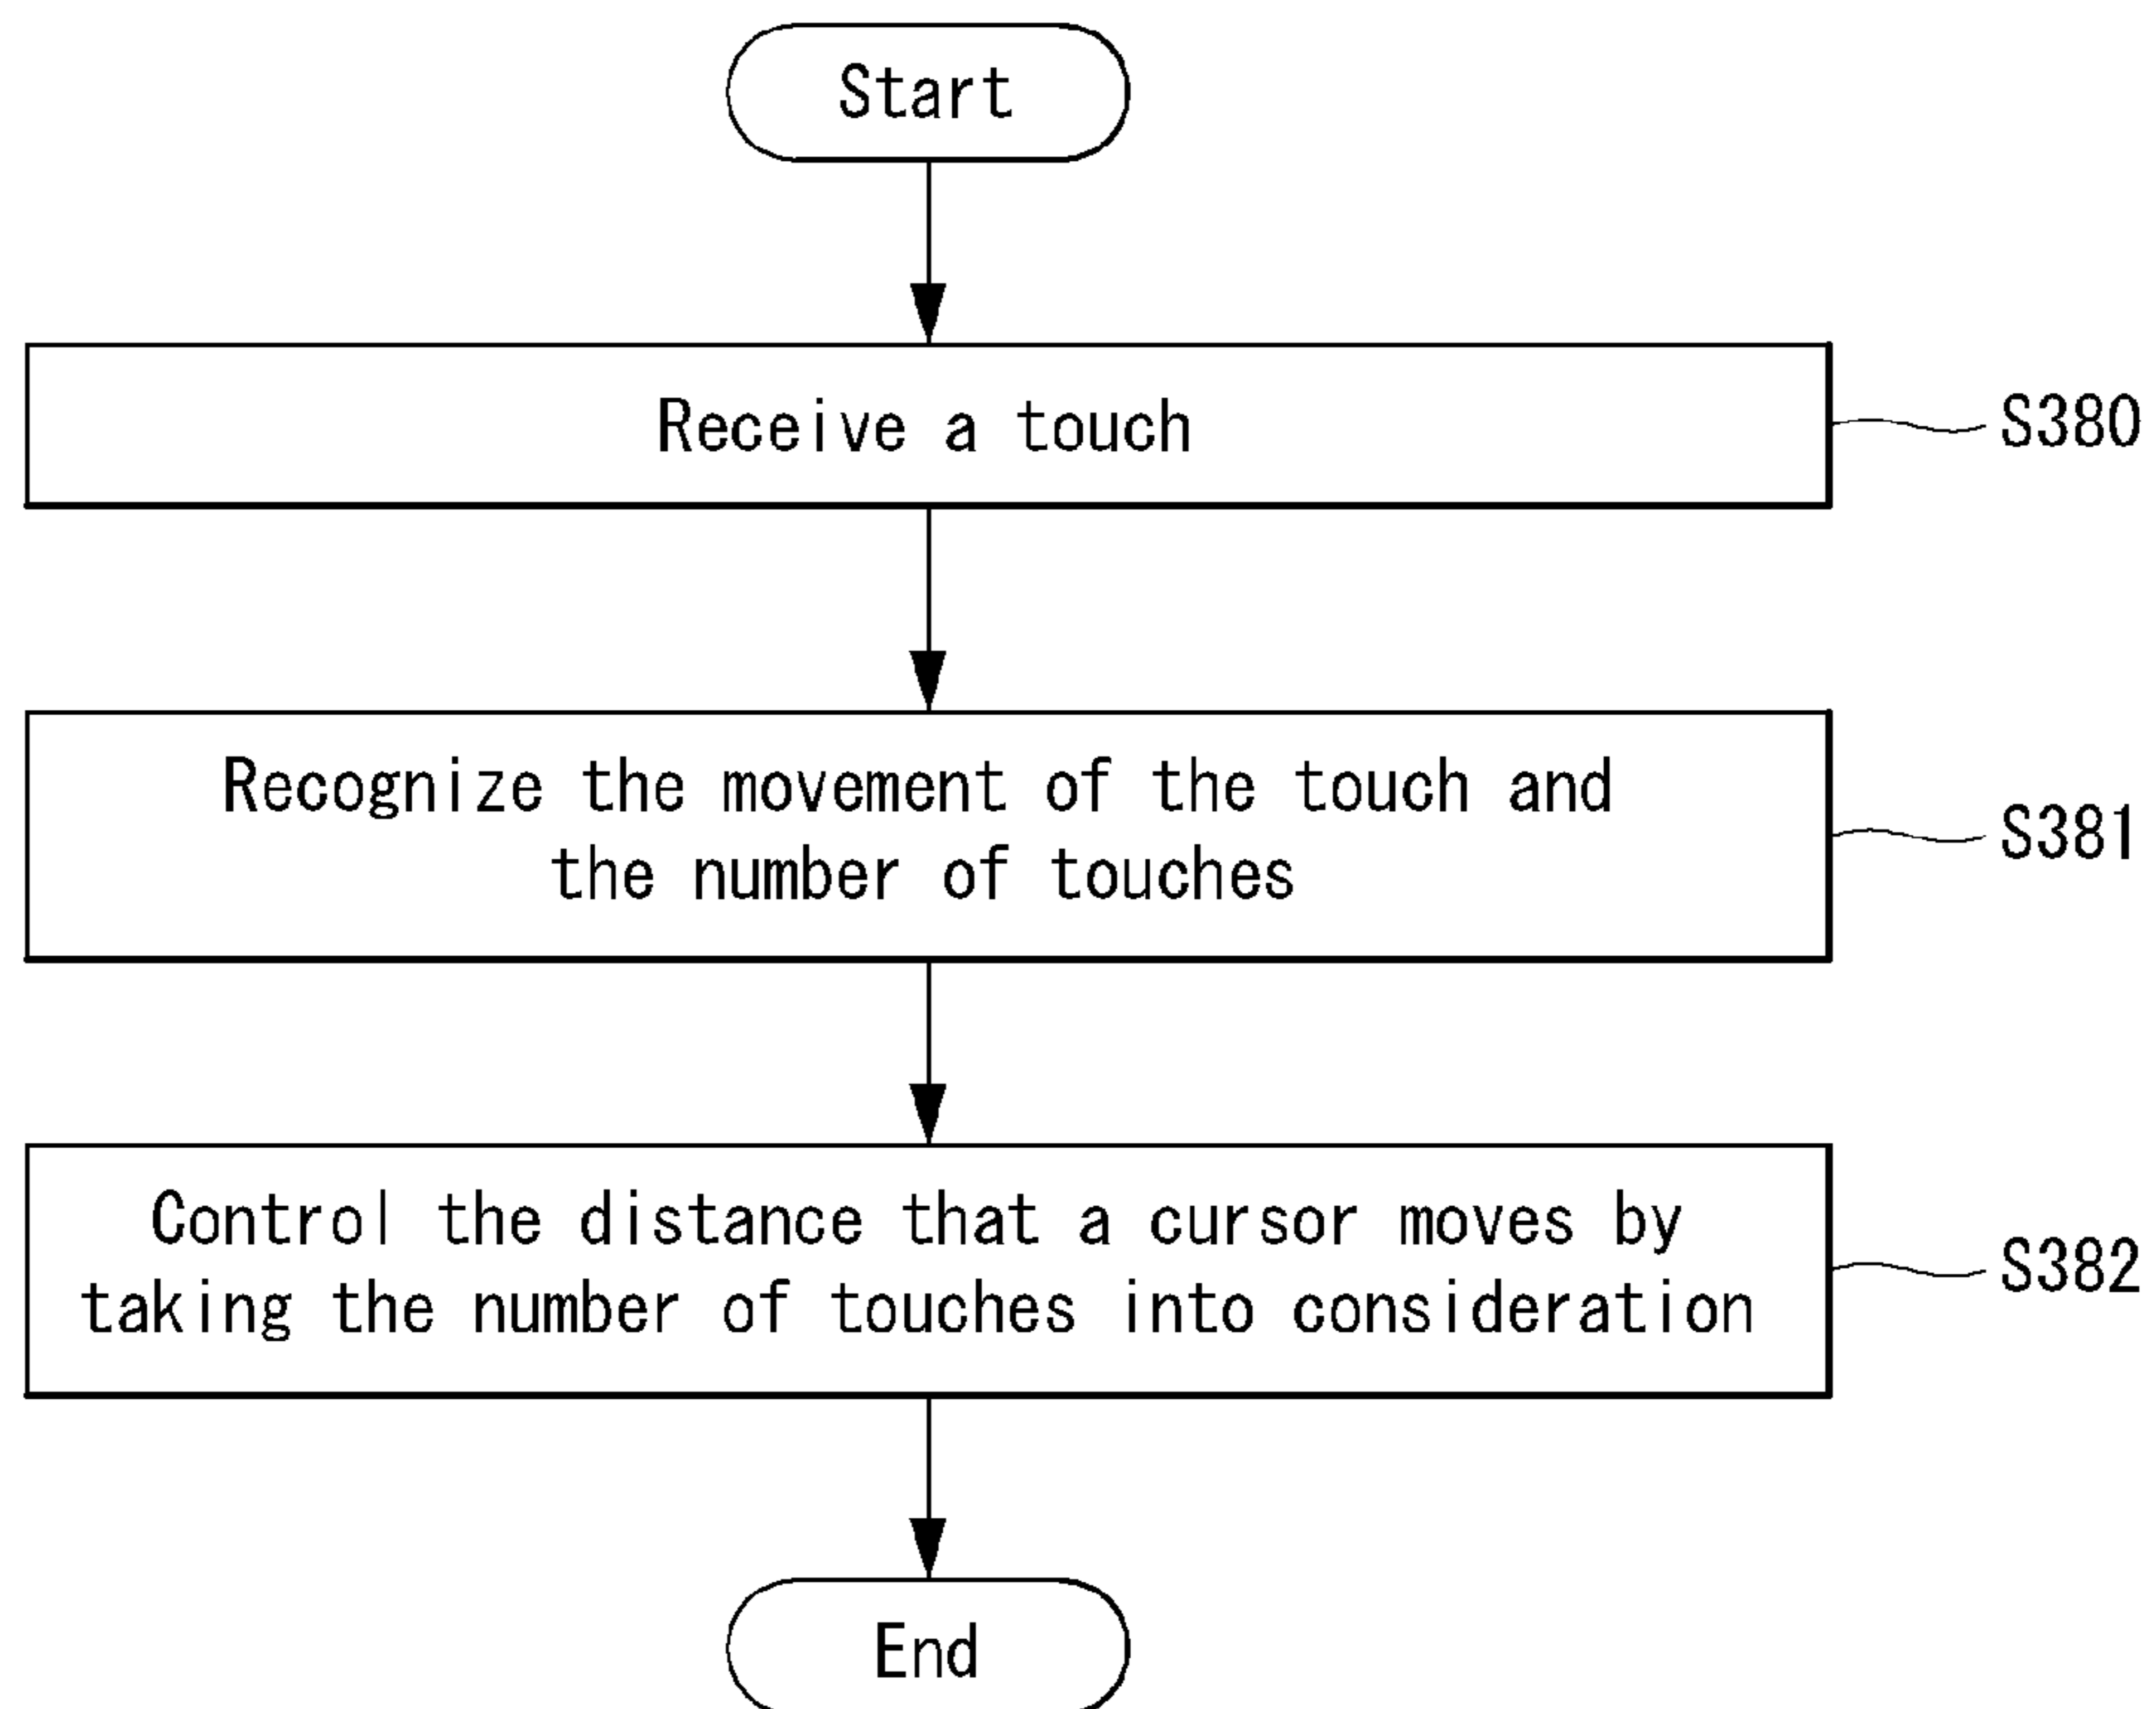 Start
Receive a touch
S380
Recognize the movement of the touch and
the number of touches
S381
Control the distance that a cursor moves by
taking the number of touches into consideration
S382
End